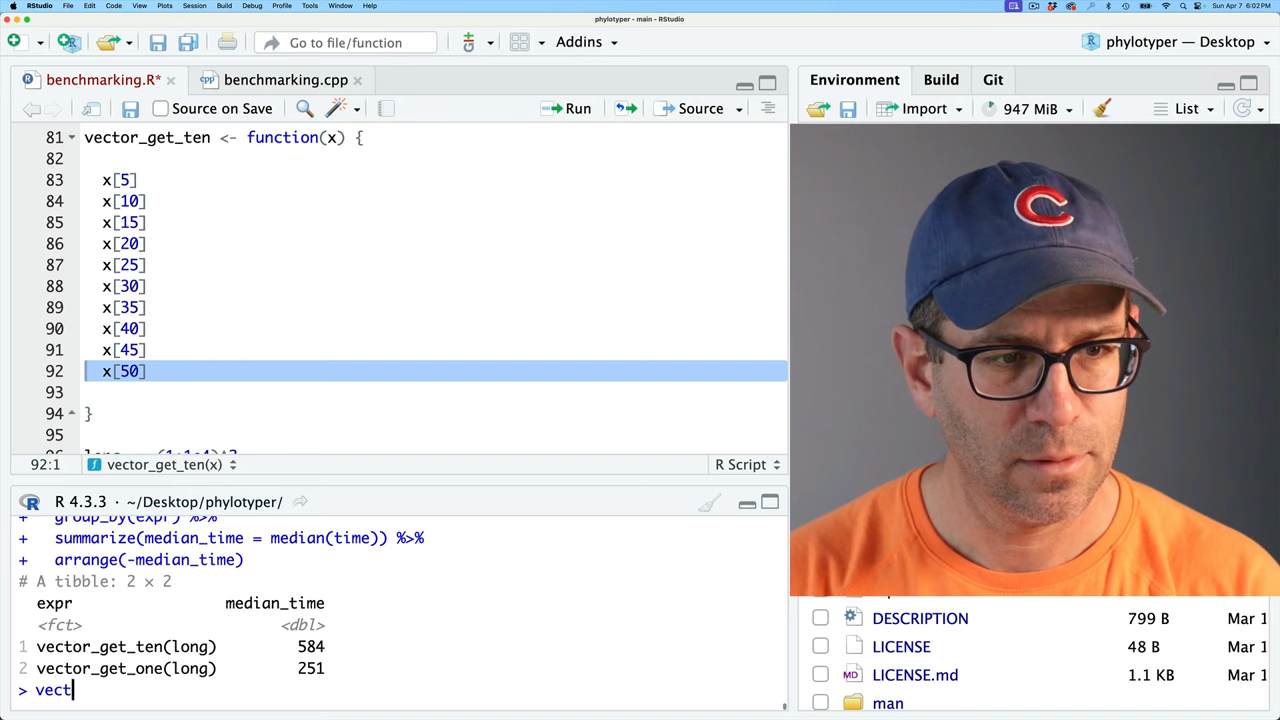 RStudio File Edit Code View Plots Session Build Debug Profile Tools Window Help Sun Apr 7 6:02 PM
phylotyper - main - RStudio
Go to file/function Addins phylotyper — Desktop
benchmarking.R* benchmarking.cpp
Source on Save Run Source
81 vector_get_ten <- function(x) {
82
83 x[5]
84 x[10]
85 x[15]
86 x[20]
87 x[25]
88 x[30]
89 x[35]
90 x[40]
91 x[45]
92 x[50]
93
94 }
95
92:1 vector_get_ten(x) R Script
R 4.3.3 · ~/Desktop/phylotyper/
+ group_by(expr) %>%
+ summarize(median_time = median(time)) %>%
+ arrange(-median_time)
# A tibble: 2 × 2
expr median_time
<fct> <dbl>
1 vector_get_ten(long) 584
2 vector_get_one(long) 251
> vect
Environment Build Git
Import 947 MiB List
C
DESCRIPTION 799 B Mar 1
LICENSE 48 B Mar 1
LICENSE.md 1.1 KB Mar 1
man